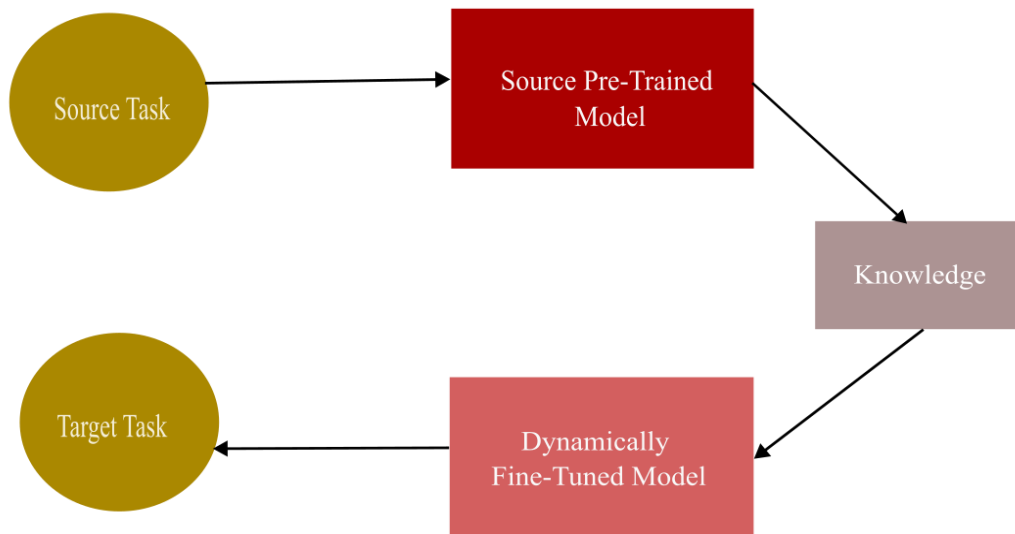 Source Task
Source Pre-Trained
Model
Knowledge
Dynamically
Fine-Tuned Model
Target Task